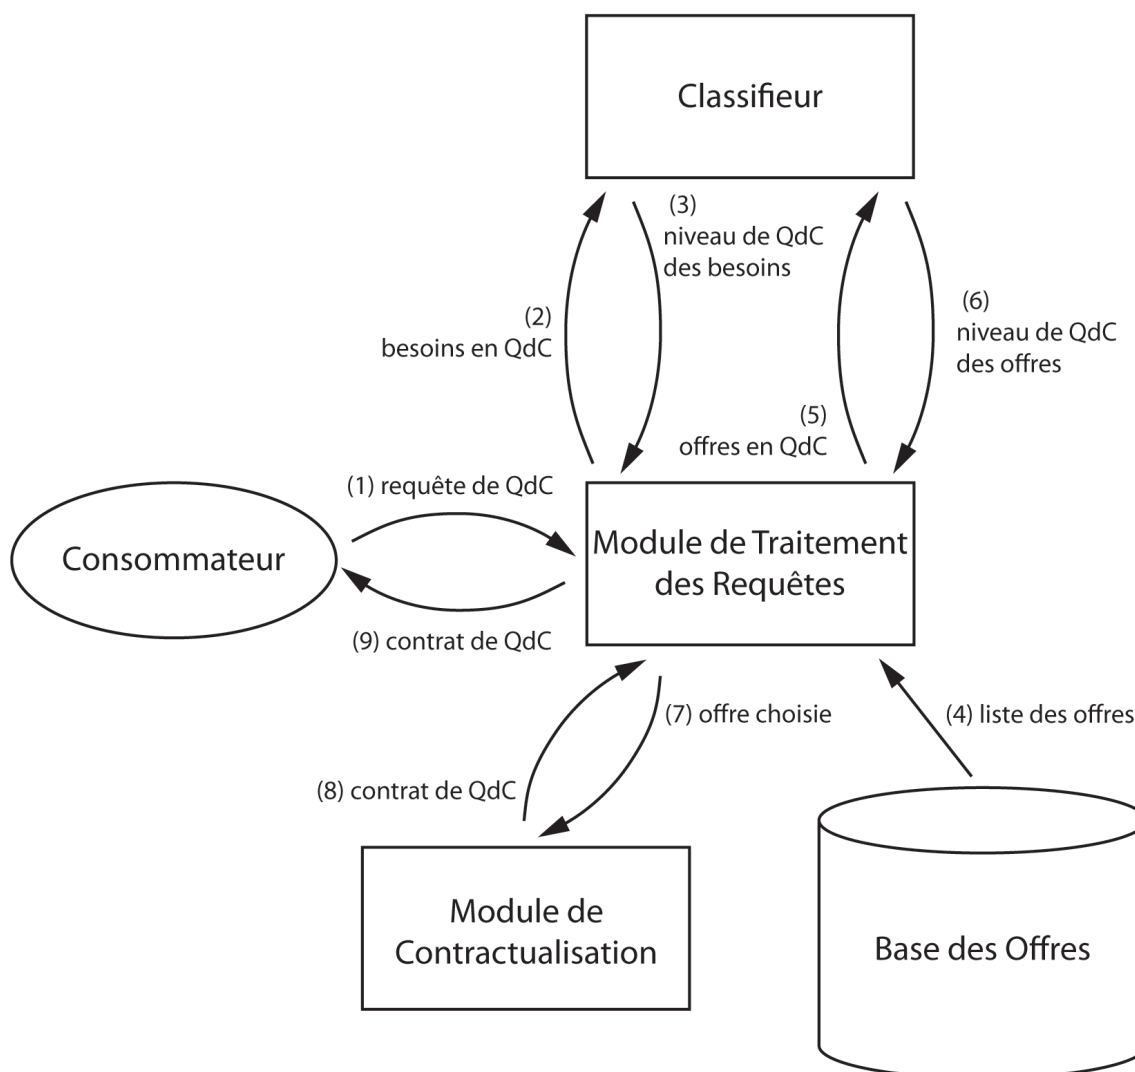 Classifieur
(3)
niveau de QdC
des besoins
(2)
besoins en QdC
(6)
niveau de QdC
des offres
(5)
offres en QdC
(1) requête de QdC
Consommateur
Module de Traitement
des Requêtes
(9) contrat de QdC
(7) offre choisie
(4) liste des offres
(8) contrat de QdC
Module de
Contractualisation
Base des Offres